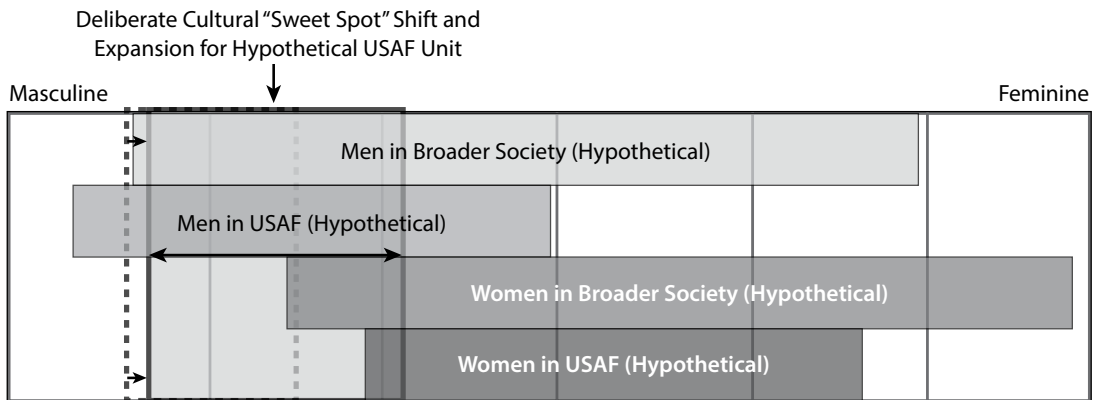 Deliberate Cultural “Sweet Spot” Shift and
Expansion for Hypothetical USAF Unit
Masculine
Feminine
Men in Broader Society (Hypothetical)
Men in USAF (Hypothetical)
Women in Broader Society (Hypothetical)
Women in USAF (Hypothetical)